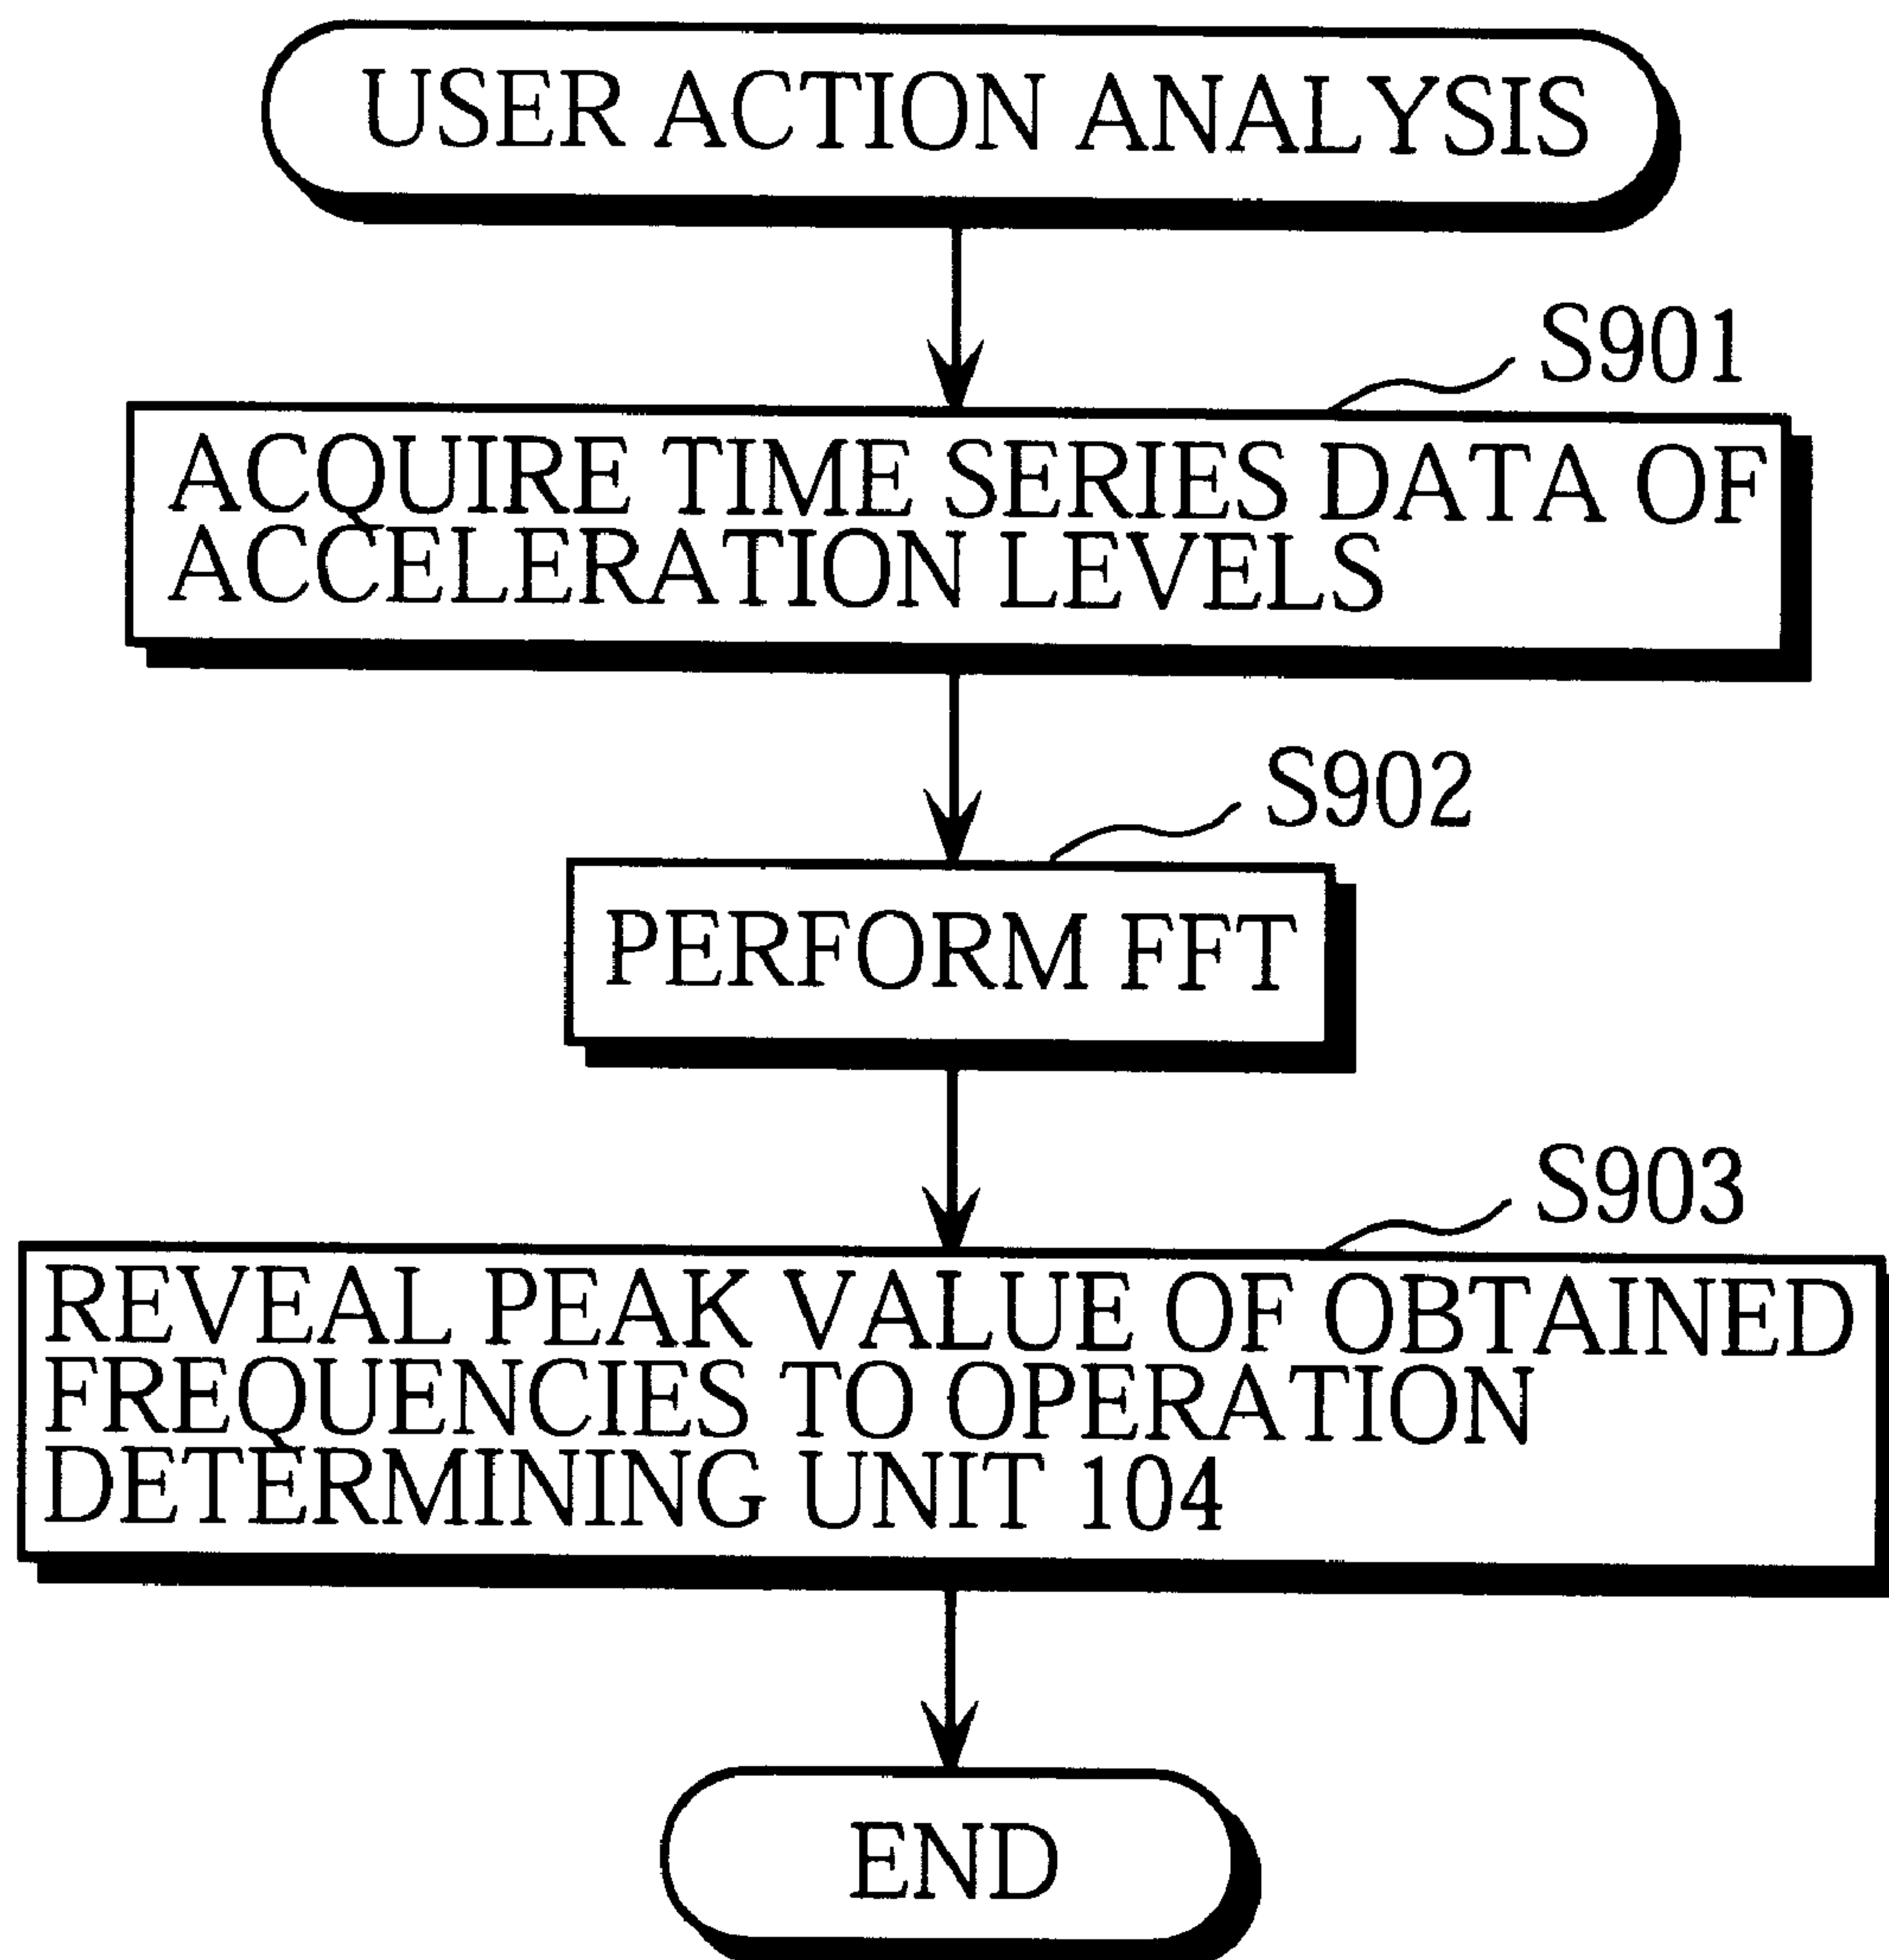 USER ACTION ANALYSIS
S901
ACQUIRE TIME SERIES DATA OF
ACCELERATION LEVELS
S902
PERFORM FFT
S903
REVEAL PEAK VALUE OF OBTAINED
FREQUENCIES TO OPERATION
DETERMINING UNIT 104
END